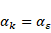 αₖ = αₛ